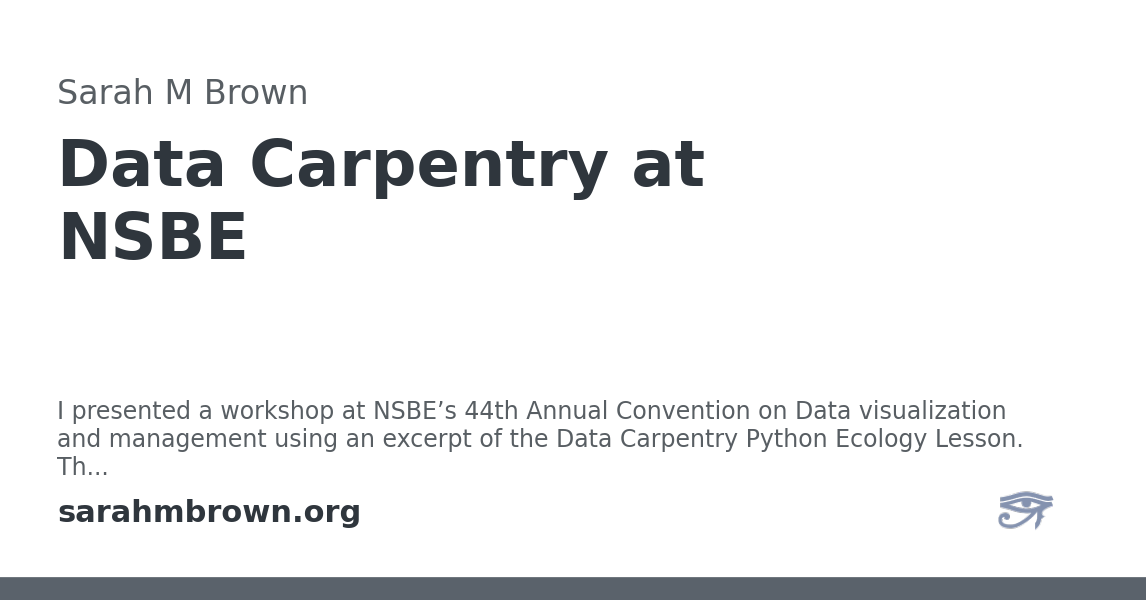 Sarah M Brown
Data Carpentry at
NSBE
I presented a workshop at NSBE’s 44th Annual Convention on Data visualization
and management using an excerpt of the Data Carpentry Python Ecology Lesson.
Th...
sarahmbrown.org